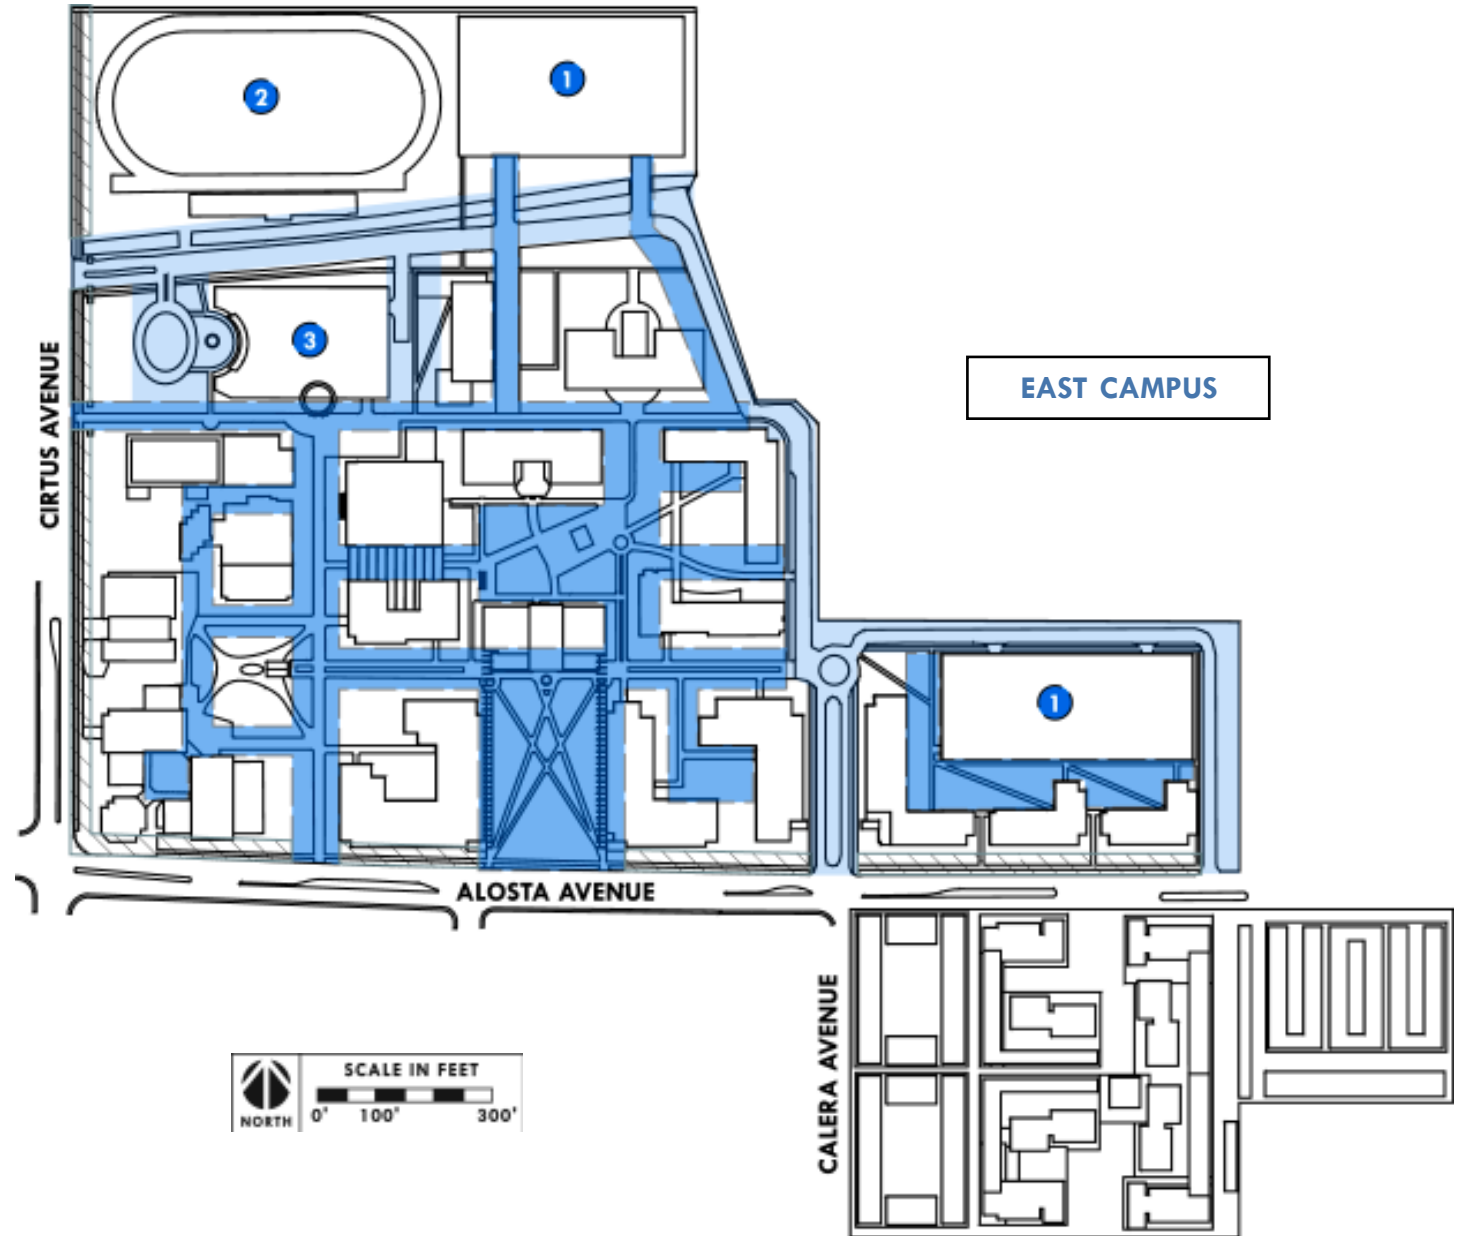 2
1
3
CIRTUS AVENUE
EAST CAMPUS
1
ALOSTA AVENUE
CALERA AVENUE
NORTH
SCALE IN FEET
0' 100' 300'